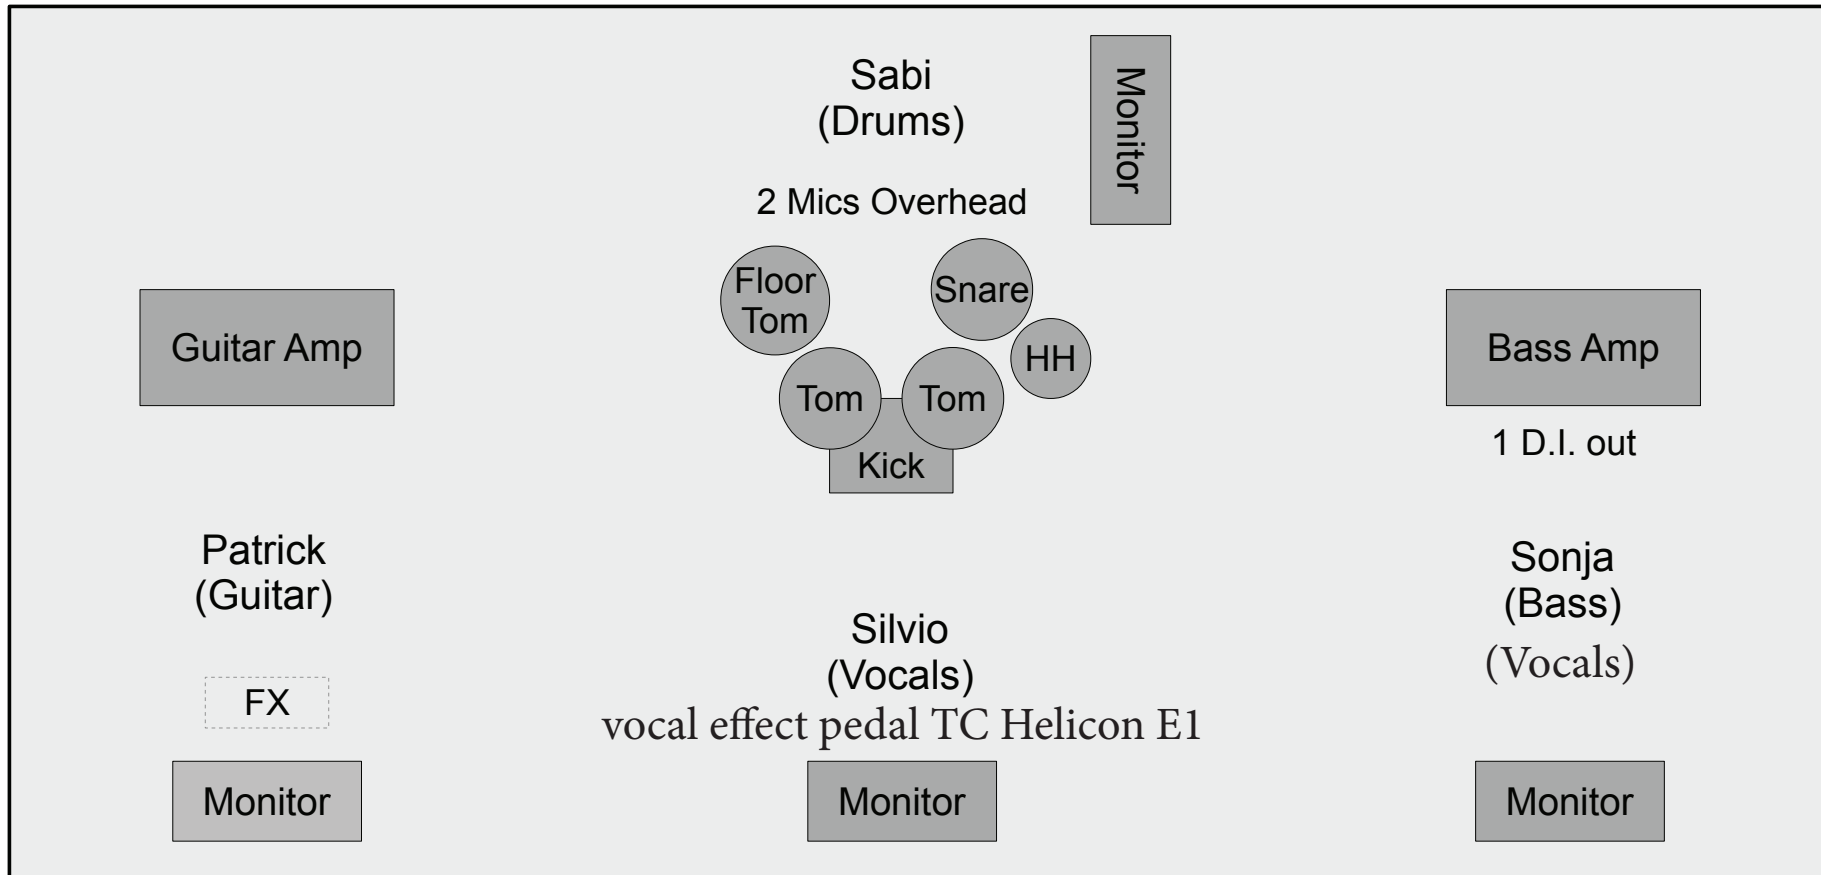 Sabi
(Drums)
Monitor
2 Mics Overhead
Floor
Tom
Snare
HH
Tom
Tom
Kick
Guitar Amp
Bass Amp
1 D.I. out
Patrick
(Guitar)
FX
Monitor
Silvio
(Vocals)
vocal effect pedal TC Helicon E1
Monitor
Sonja
(Bass)
(Vocals)
Monitor